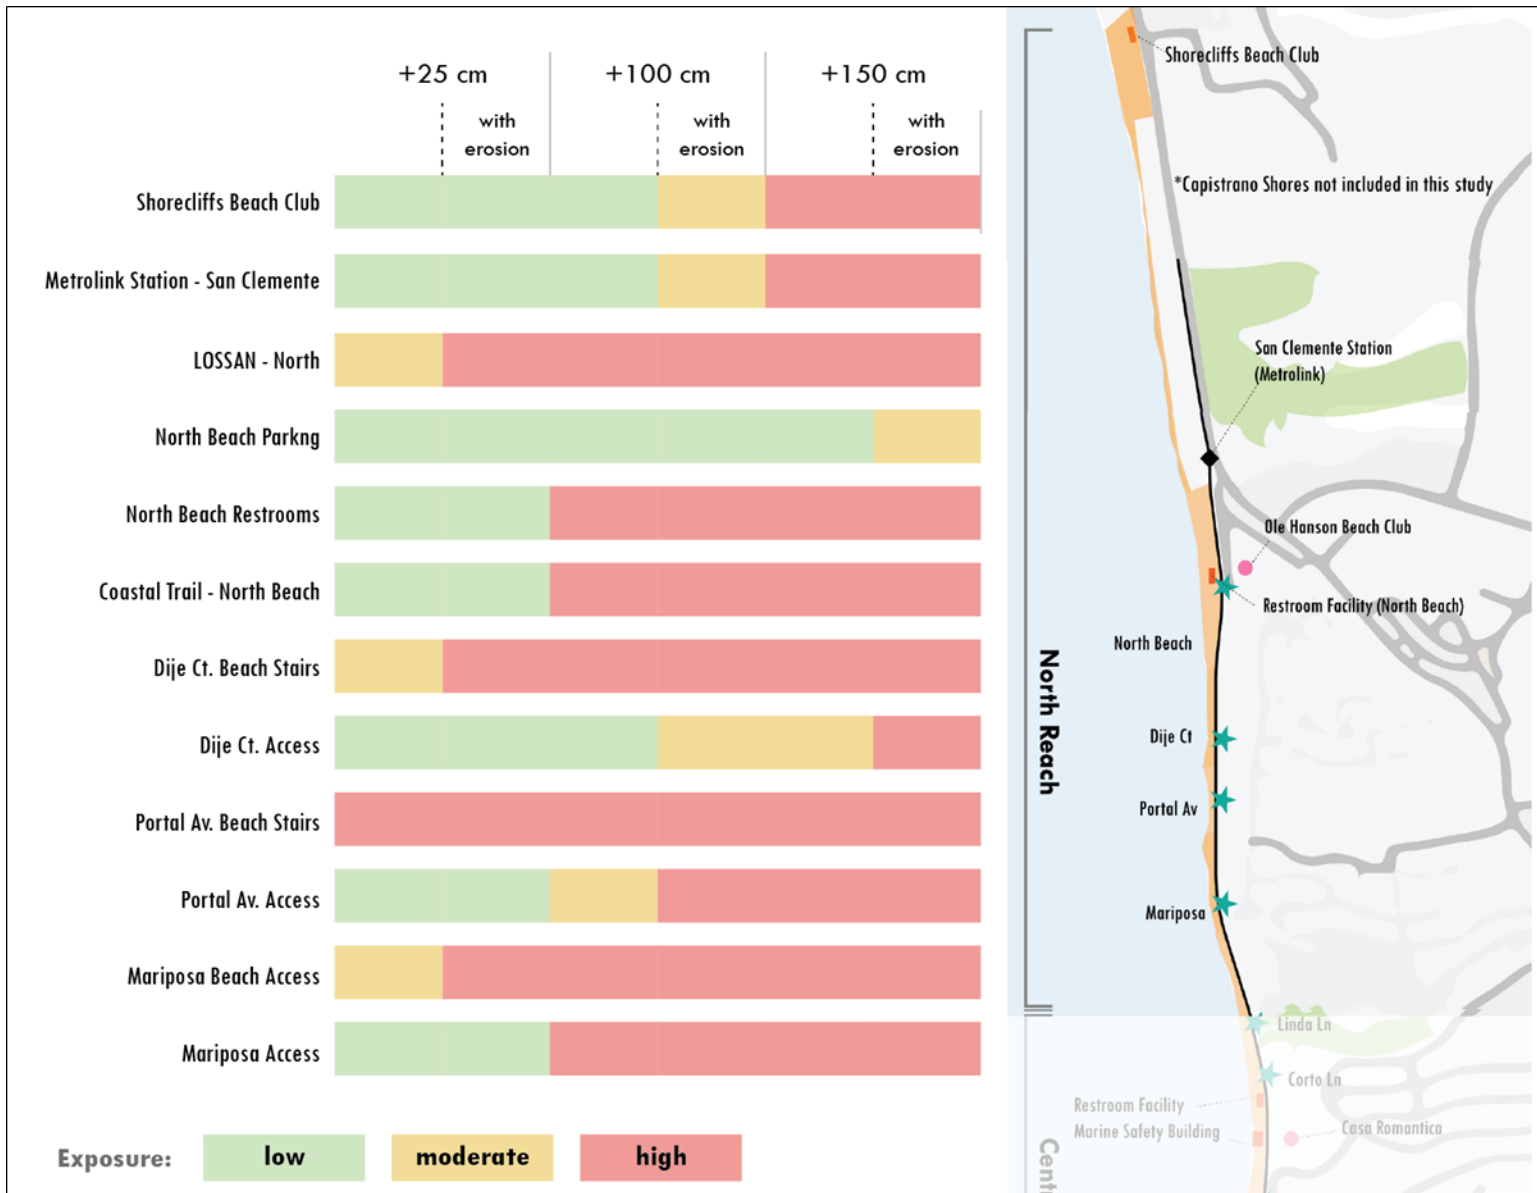 +25 cm
+100 cm
+150 cm
with
erosion
with
erosion
with
erosion
Shorecliffs Beach Club
Metrolink Station - San Clemente
LOSSAN - North
North Beach Parkng
North Beach Restrooms
Coastal Trail - North Beach
Dije Ct. Beach Stairs
Dije Ct. Access
Portal Av. Beach Stairs
Portal Av. Access
Mariposa Beach Access
Mariposa Access
Exposure:
low
moderate
high
Shorecliffs Beach Club
*Capistrano Shores not included in this study
San Clemente Station
(Metrolink)
Ole Hanson Beach Club
Restroom Facility (North Beach)
North Beach
North Reach
Dije Ct
Portal Av
Mariposa
Linda Ln
Corto Ln
Restroom Facility
Marine Safety Building
Casa Romantica